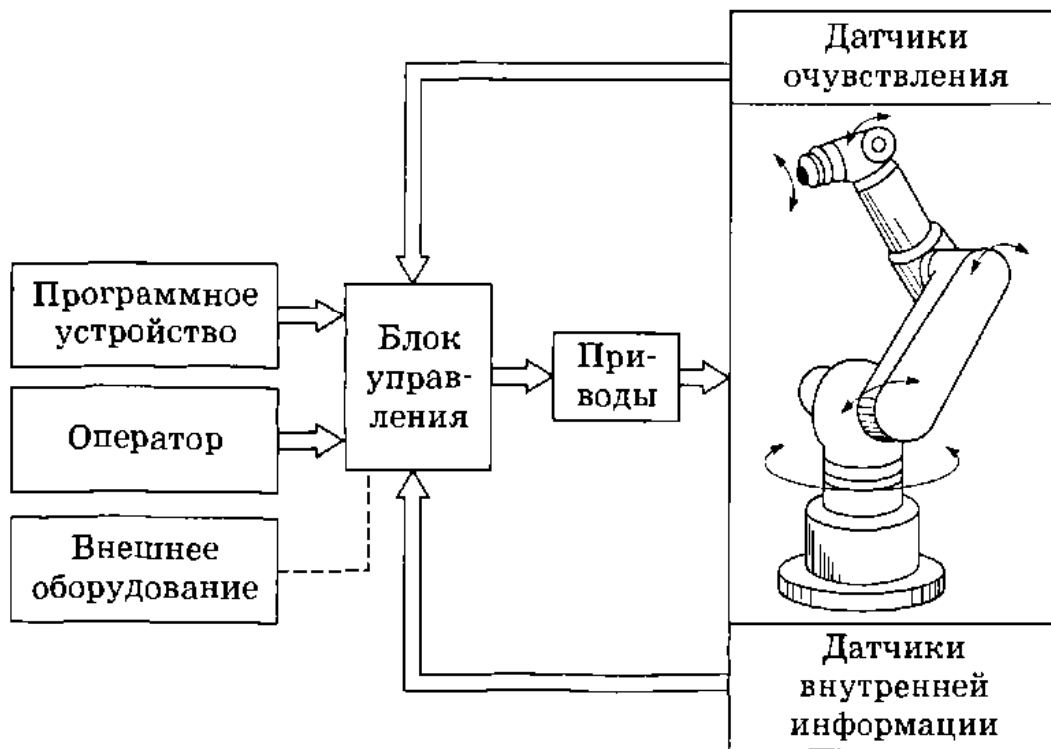 Датчики
очувствления
Программное
устройство
Оператор
Внешнее
оборудование
Блок
управ-
ления
При-
воды
Датчики
внутренней
информации